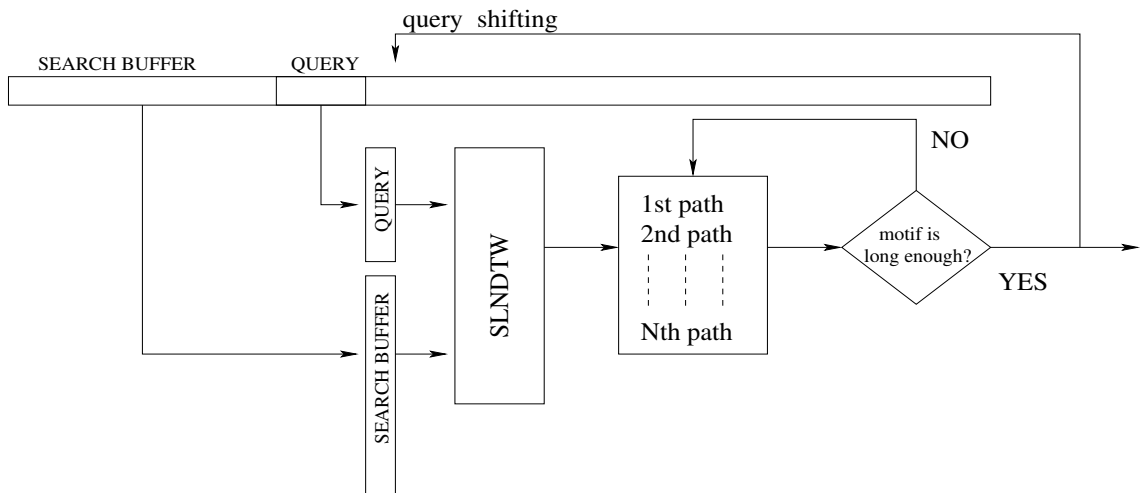 query shifting
SEARCH BUFFER
QUERY
NO
QUERY
SEARCH BUFFER
SLNDTW
1st path
2nd path
Nth path
motif is
long enough?
YES